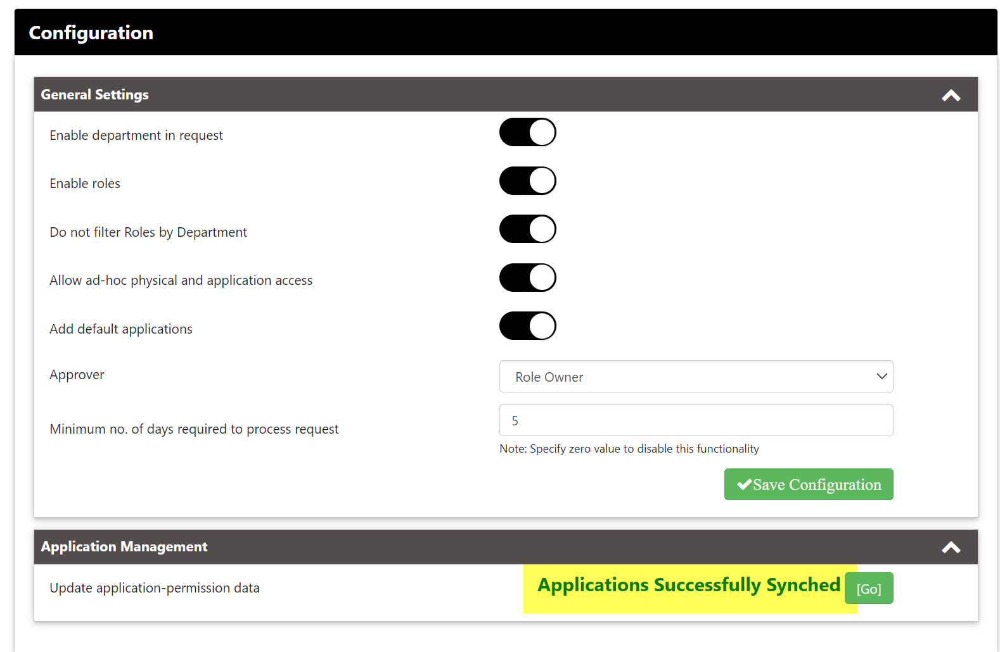 Configuration
General Settings
Enable department in request
Enable roles
Do not filter Roles by Department
Allow ad-hoc physical and application access
Add default applications
Approver
Role Owner
Minimum no. of days required to process request
5
Note: Specify zero value to disable this functionality
Save Configuration
Application Management
Update application-permission data
Applications Successfully Synched
[Go]